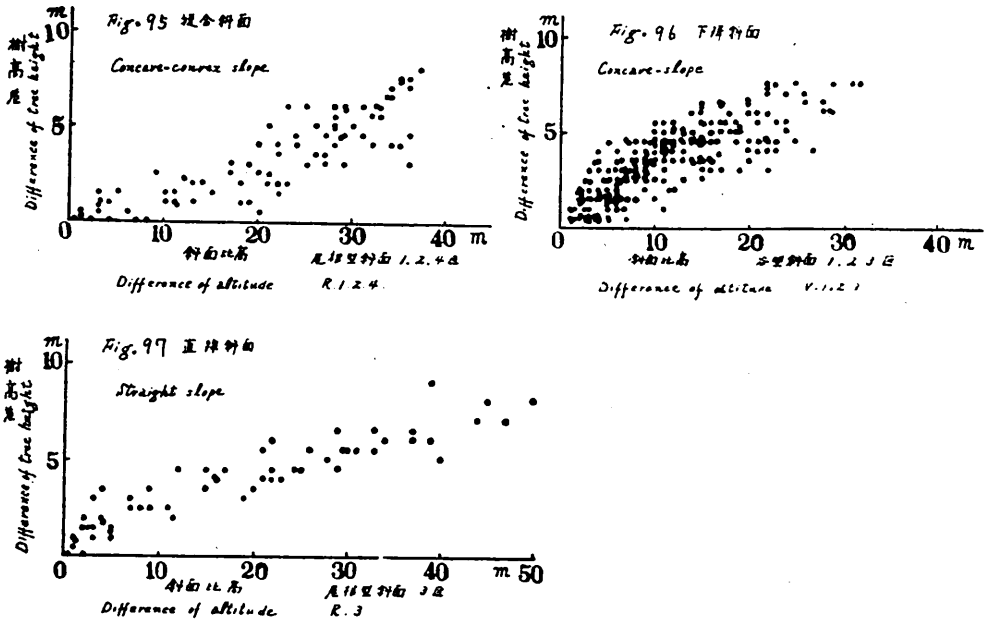 m
10
5
0
10
20
30
40
m
Fig. 95 複合斜面
Concave-convex slope
樹高差
Difference of tree height
斜面比高
尾根型斜面 1.2.4区
Difference of altitude R.1.2.4.
m
10
5
0
10
20
30
40
m
Fig. 96 下降斜面
Concave-slope
樹高差
Difference of tree height
斜面比高
谷型斜面 1.2.3区
Difference of altitude V.1.2.3
m
10
5
0
10
20
30
40
m
50
Fig. 97 直降斜面
Straight slope
樹高差
Difference of tree height
斜面比高
尾根型斜面 3区
Difference of altitude R.3